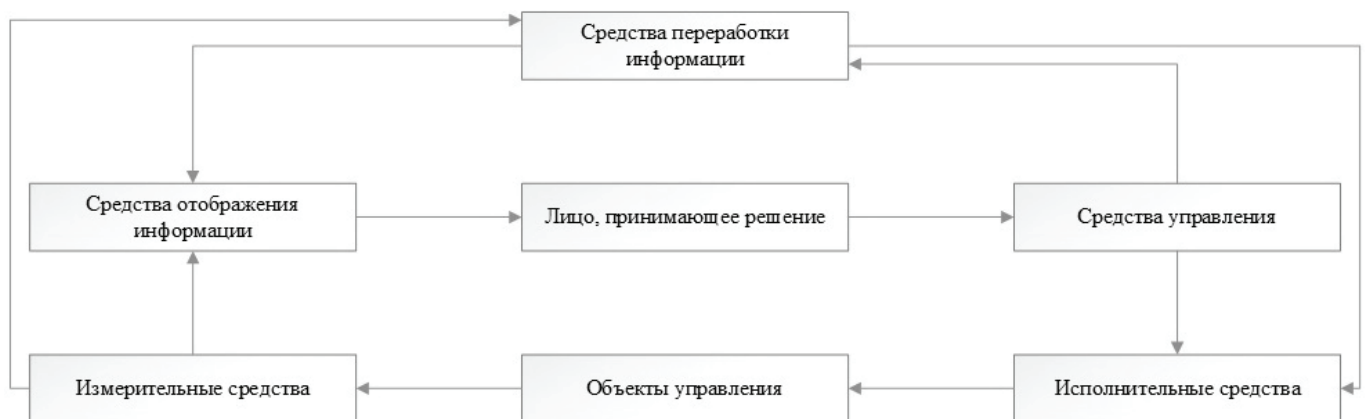 Средства переработки
информации
Средства отображения
информации
Лицо, принимающее решение
Средства управления
Измерительные средства
Объекты управления
Исполнительные средства